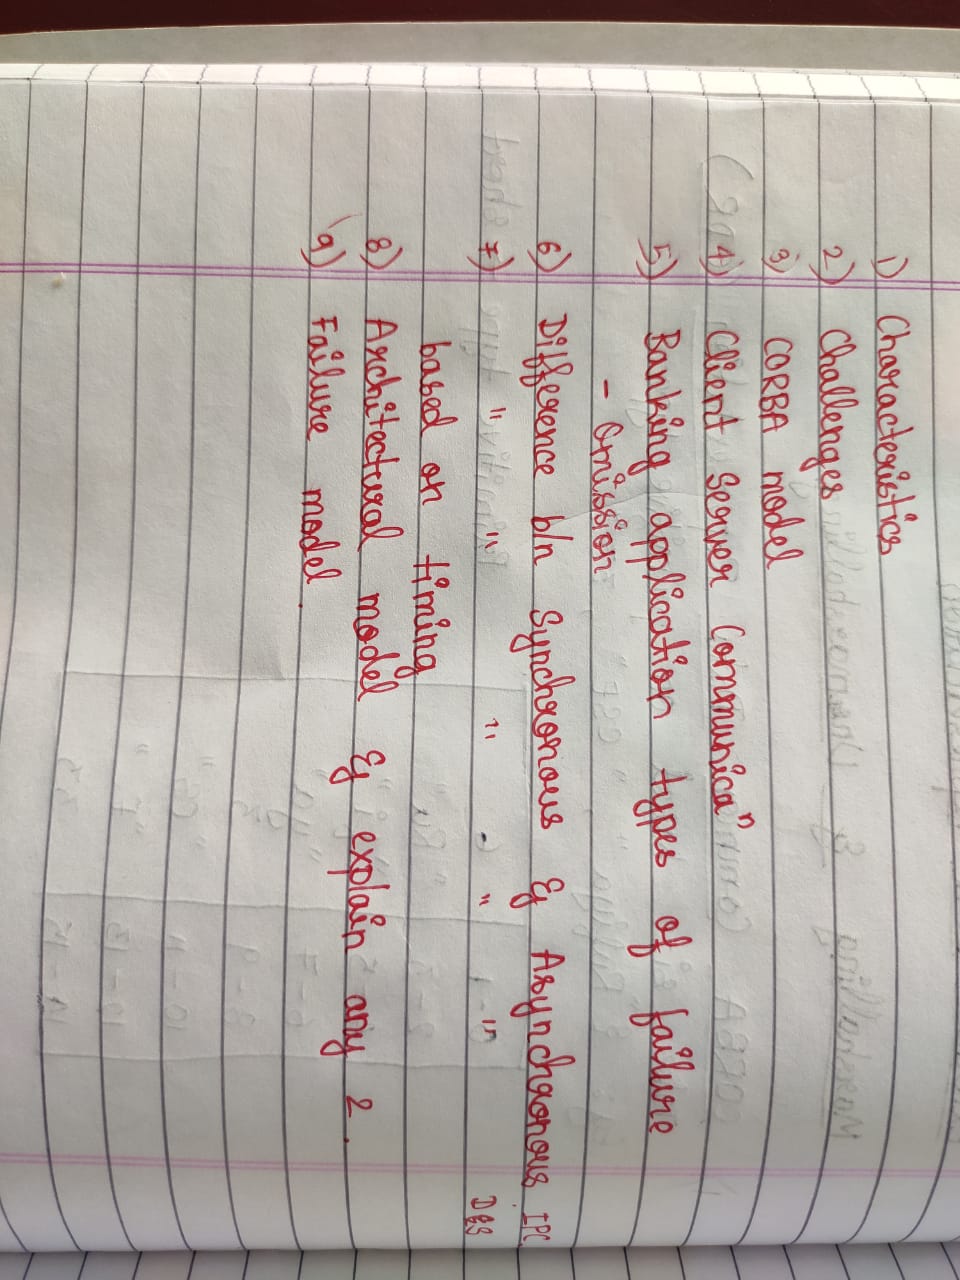 1) Characteristics
2) Challenges
3) CORBA model
4) Client Server Communicaⁿ
5) Banking application types of failure
- Omission
6) Difference b/n Synchronous & Asynchronous IPC
7) " " " " " DS
based on timing
8) Architectural model & explain any 2.
9) Failure model.